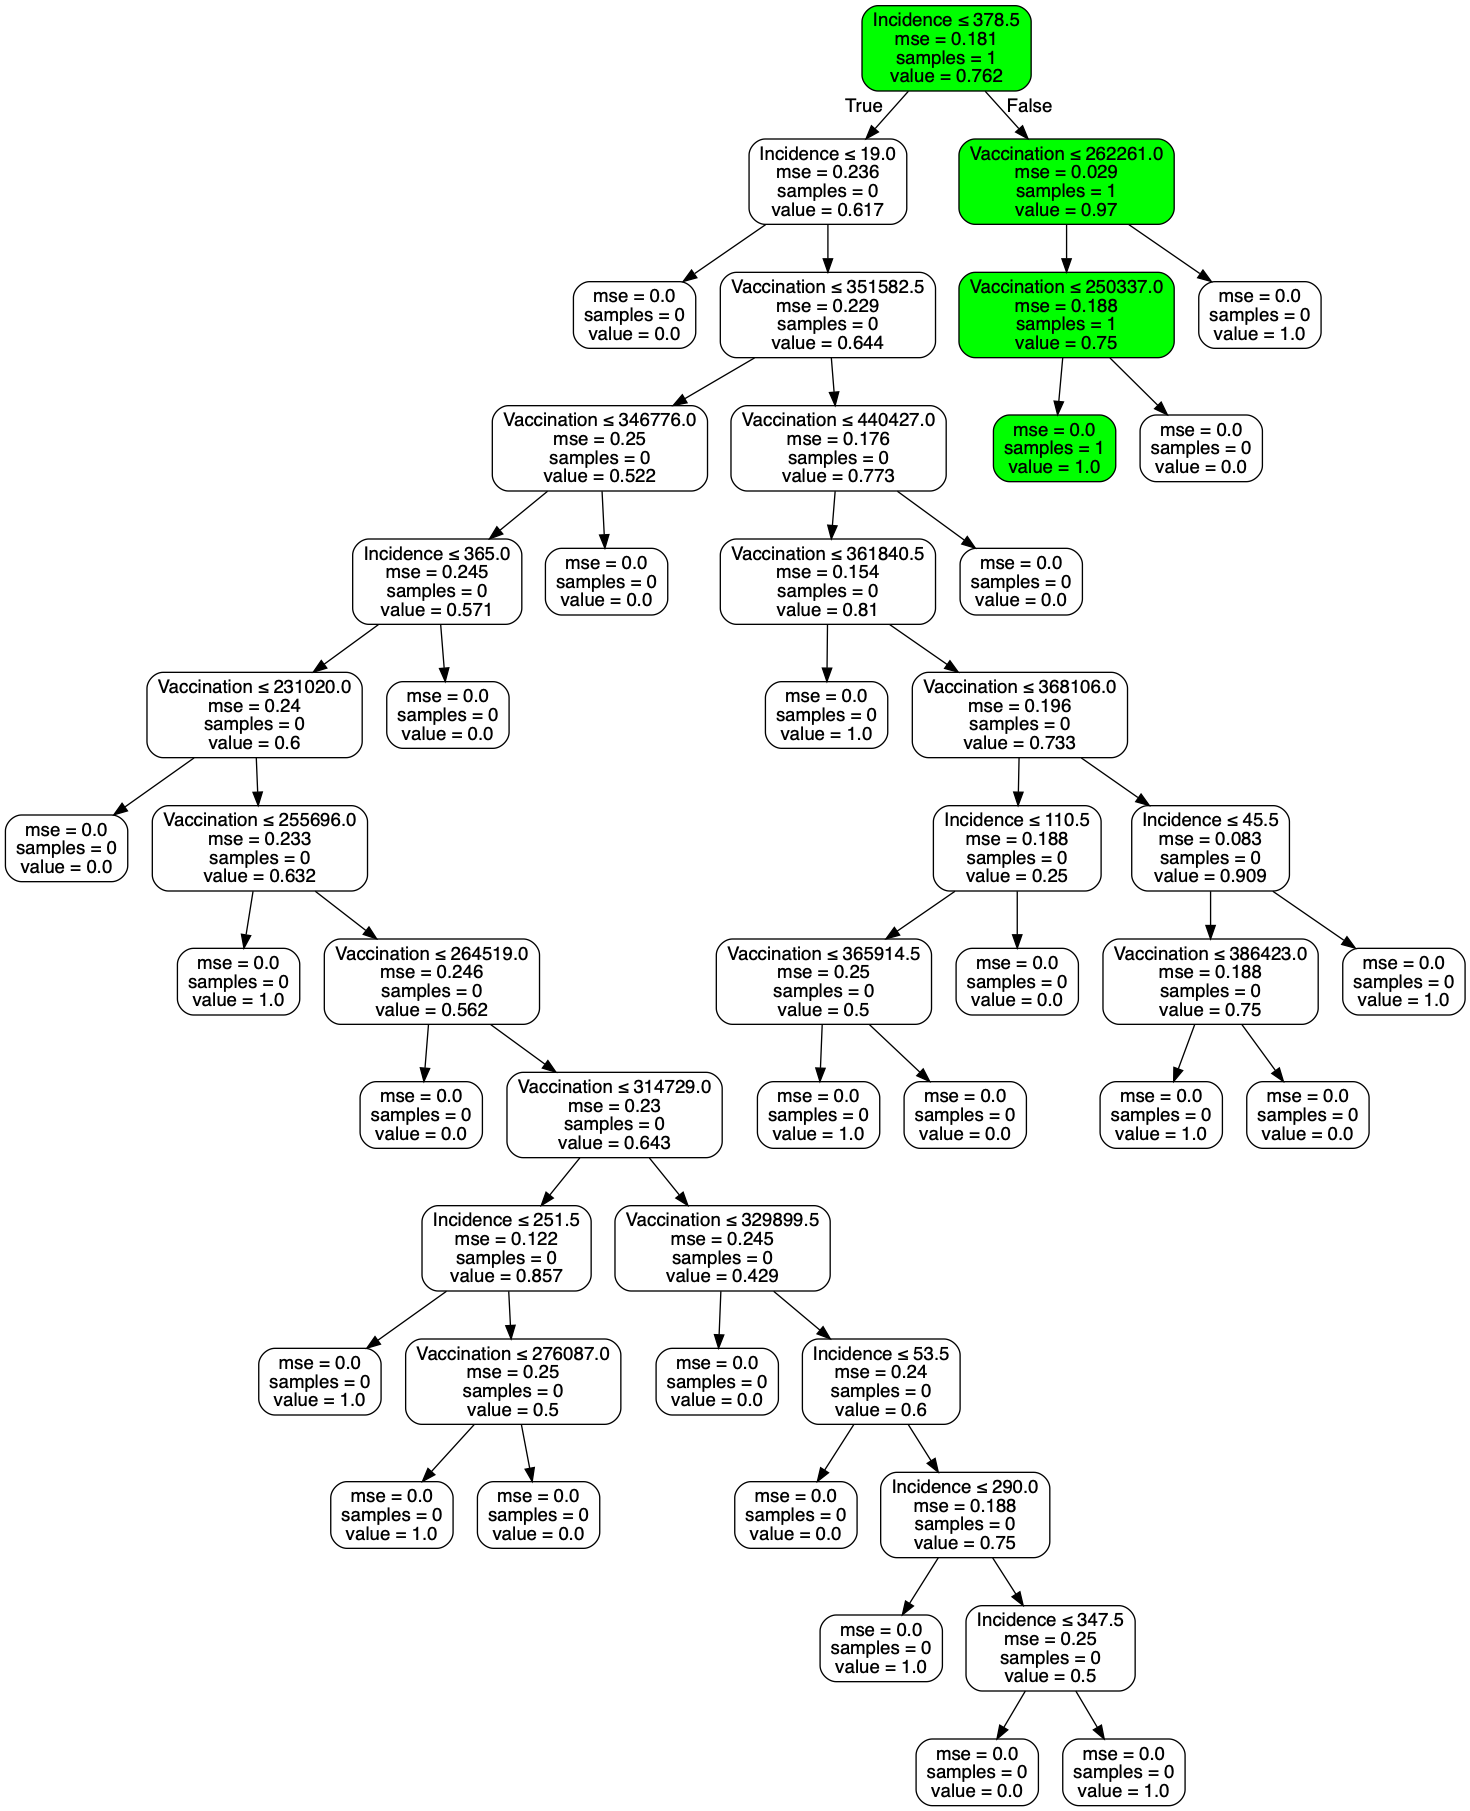 Incidence ≤ 378.5
mse = 0.181
samples = 1
value = 0.762
True
False
Incidence ≤ 19.0
mse = 0.236
samples = 0
value = 0.617
Vaccination ≤ 262261.0
mse = 0.029
samples = 1
value = 0.97
mse = 0.0
samples = 0
value = 0.0
Vaccination ≤ 351582.5
mse = 0.229
samples = 0
value = 0.644
Vaccination ≤ 250337.0
mse = 0.188
samples = 1
value = 0.75
mse = 0.0
samples = 0
value = 1.0
Vaccination ≤ 346776.0
mse = 0.25
samples = 0
value = 0.522
Vaccination ≤ 440427.0
mse = 0.176
samples = 0
value = 0.773
mse = 0.0
samples = 1
value = 1.0
mse = 0.0
samples = 0
value = 0.0
Incidence ≤ 365.0
mse = 0.245
samples = 0
value = 0.571
mse = 0.0
samples = 0
value = 0.0
Vaccination ≤ 361840.5
mse = 0.154
samples = 0
value = 0.81
mse = 0.0
samples = 0
value = 0.0
Vaccination ≤ 231020.0
mse = 0.24
samples = 0
value = 0.6
mse = 0.0
samples = 0
value = 0.0
mse = 0.0
samples = 0
value = 1.0
Vaccination ≤ 368106.0
mse = 0.196
samples = 0
value = 0.733
mse = 0.0
samples = 0
value = 0.0
Vaccination ≤ 255696.0
mse = 0.233
samples = 0
value = 0.632
Incidence ≤ 110.5
mse = 0.188
samples = 0
value = 0.25
Incidence ≤ 45.5
mse = 0.083
samples = 0
value = 0.909
mse = 0.0
samples = 0
value = 1.0
Vaccination ≤ 264519.0
mse = 0.246
samples = 0
value = 0.562
Vaccination ≤ 365914.5
mse = 0.25
samples = 0
value = 0.5
mse = 0.0
samples = 0
value = 0.0
Vaccination ≤ 386423.0
mse = 0.188
samples = 0
value = 0.75
mse = 0.0
samples = 0
value = 1.0
mse = 0.0
samples = 0
value = 0.0
Vaccination ≤ 314729.0
mse = 0.23
samples = 0
value = 0.643
mse = 0.0
samples = 0
value = 1.0
mse = 0.0
samples = 0
value = 0.0
mse = 0.0
samples = 0
value = 1.0
mse = 0.0
samples = 0
value = 0.0
Incidence ≤ 251.5
mse = 0.122
samples = 0
value = 0.857
Vaccination ≤ 329899.5
mse = 0.245
samples = 0
value = 0.429
mse = 0.0
samples = 0
value = 1.0
Vaccination ≤ 276087.0
mse = 0.25
samples = 0
value = 0.5
mse = 0.0
samples = 0
value = 0.0
Incidence ≤ 53.5
mse = 0.24
samples = 0
value = 0.6
mse = 0.0
samples = 0
value = 1.0
mse = 0.0
samples = 0
value = 0.0
mse = 0.0
samples = 0
value = 0.0
Incidence ≤ 290.0
mse = 0.188
samples = 0
value = 0.75
mse = 0.0
samples = 0
value = 1.0
Incidence ≤ 347.5
mse = 0.25
samples = 0
value = 0.5
mse = 0.0
samples = 0
value = 0.0
mse = 0.0
samples = 0
value = 1.0